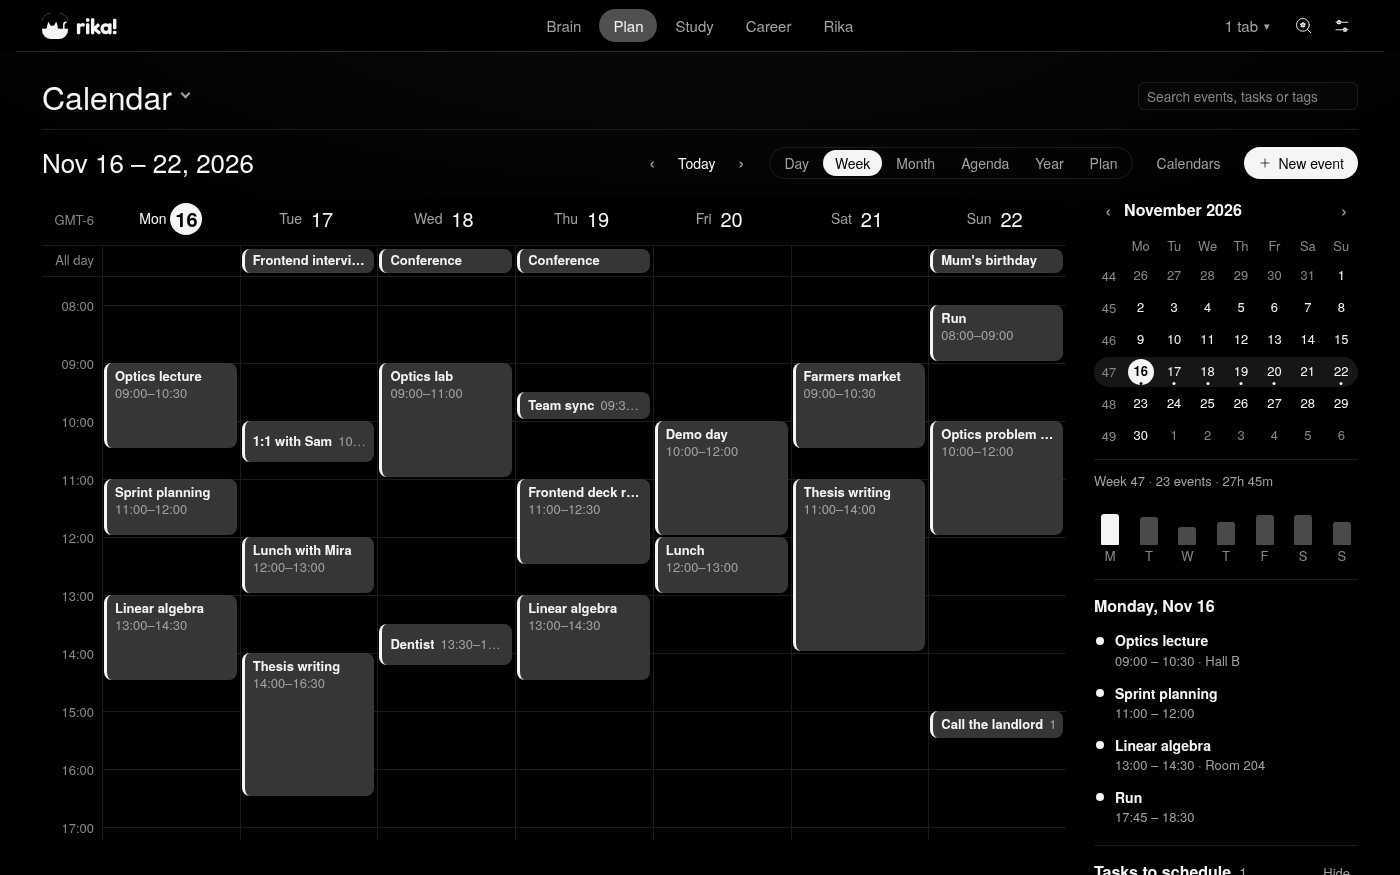 rika!
Brain
Plan
Study
Career
Rika
1 tab
Calendar
Search events, tasks or tags
Nov 16 – 22, 2026
‹ Today ›
Day
Week
Month
Agenda
Year
Plan
Calendars
+ New event
GMT-6
Mon 16
Tue 17
Wed 18
Thu 19
Fri 20
Sat 21
Sun 22
All day
Frontend intervi…
Conference
Conference
Mum's birthday
08:00
09:00
10:00
11:00
12:00
13:00
14:00
15:00
16:00
17:00
Optics lecture
09:00–10:30
Sprint planning
11:00–12:00
Linear algebra
13:00–14:30
1:1 with Sam 10…
Lunch with Mira
12:00–13:00
Thesis writing
14:00–16:30
Optics lab
09:00–11:00
Dentist 13:30–1…
Team sync 09:3…
Frontend deck r…
11:00–12:30
Linear algebra
13:00–14:30
Demo day
10:00–12:00
Lunch
12:00–13:00
Farmers market
09:00–10:30
Thesis writing
11:00–14:00
Run
08:00–09:00
Optics problem …
10:00–12:00
Call the landlord 1
‹ November 2026 ›
Mo Tu We Th Fr Sa Su
44 26 27 28 29 30 31 1
45 2 3 4 5 6 7 8
46 9 10 11 12 13 14 15
47 16 17 18 19 20 21 22
48 23 24 25 26 27 28 29
49 30 1 2 3 4 5 6
Week 47 · 23 events · 27h 45m
M T W T F S S
Monday, Nov 16
Optics lecture
09:00 – 10:30 · Hall B
Sprint planning
11:00 – 12:00
Linear algebra
13:00 – 14:30 · Room 204
Run
17:45 – 18:30
Tasks to schedule 1
Hide